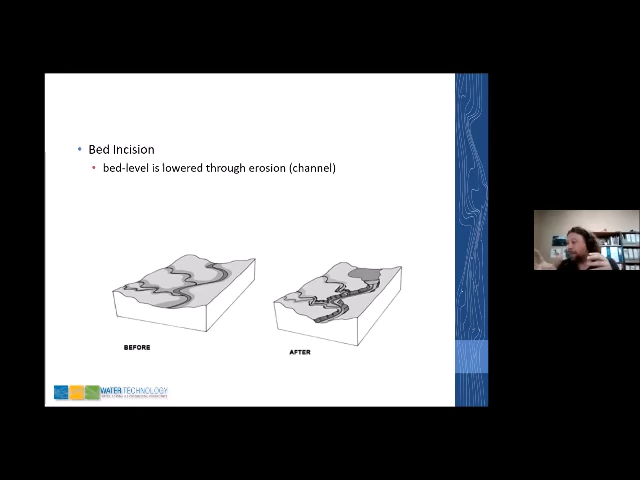 Bed Incision
bed-level is lowered through erosion (channel)
BEFORE
AFTER
WATER TECHNOLOGY